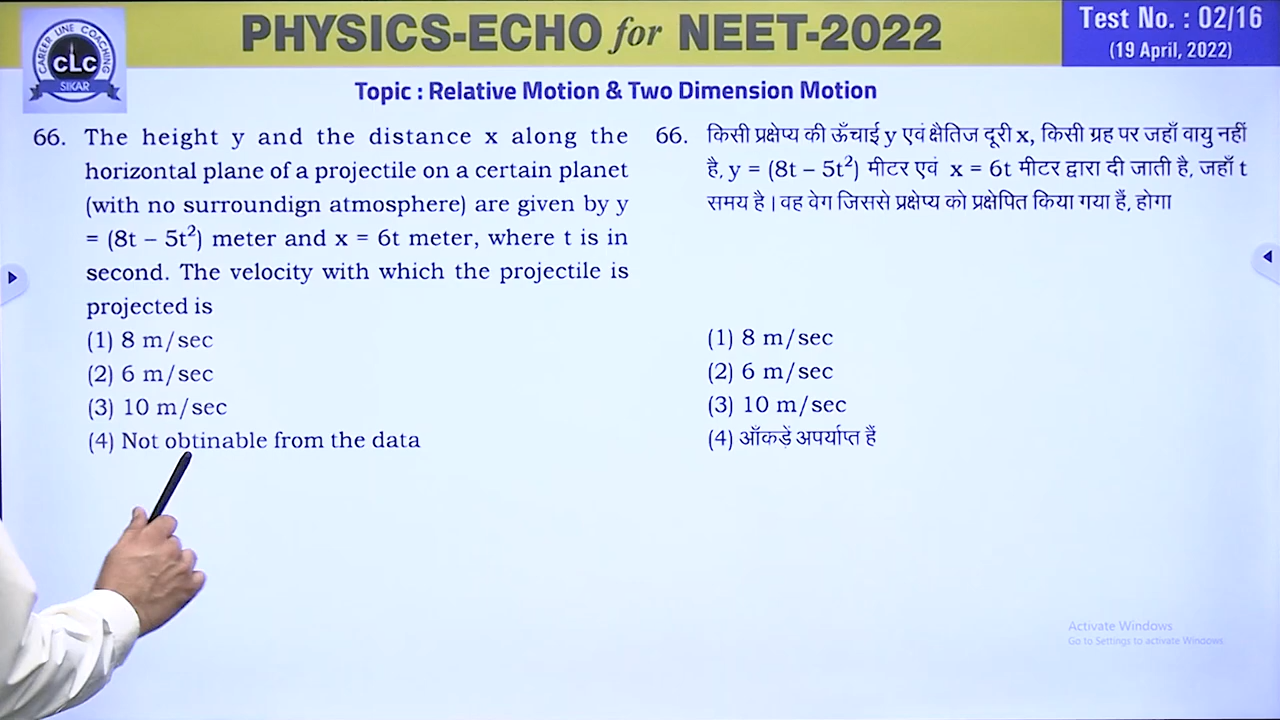 CAREER LINE COACHING
CLC
SIKAR
PHYSICS-ECHO for NEET-2022
Test No. : 02/16
(19 April, 2022)
Topic : Relative Motion & Two Dimension Motion
66. The height y and the distance x along the
horizontal plane of a projectile on a certain planet
(with no surroundign atmosphere) are given by y
= (8t – 5t²) meter and x = 6t meter, where t is in
second. The velocity with which the projectile is
projected is
(1) 8 m/sec
(2) 6 m/sec
(3) 10 m/sec
(4) Not obtinable from the data
66. किसी प्रक्षेप्य की ऊँचाई y एवं क्षैतिज दूरी x, किसी ग्रह पर जहाँ वायु नहीं
है, y = (8t – 5t²) मीटर एवं x = 6t मीटर द्वारा दी जाती है, जहाँ t
समय है । वह वेग जिससे प्रक्षेप्य को प्रक्षेपित किया गया हैं, होगा
(1) 8 m/sec
(2) 6 m/sec
(3) 10 m/sec
(4) आँकड़ें अपर्याप्त हैं
Activate Windows
Go to Settings to activate Windows